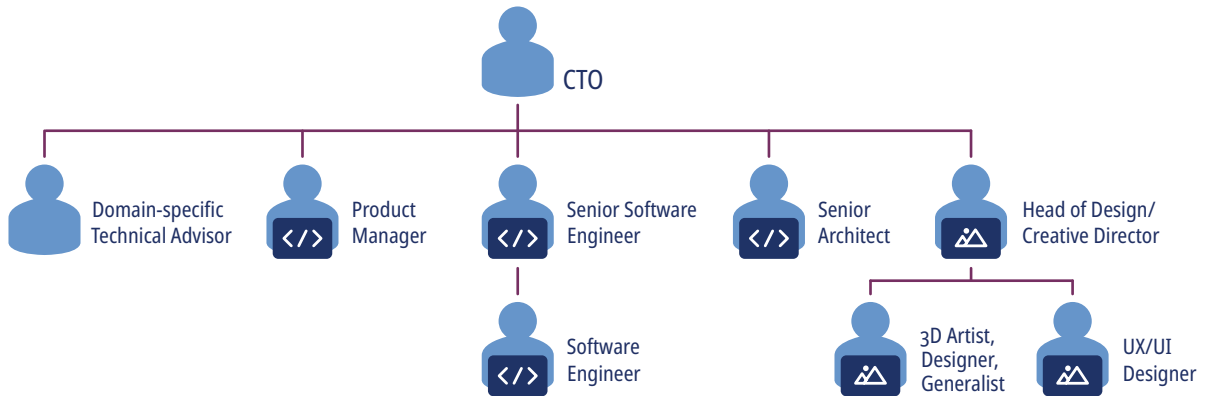 CTO
Domain-specific
Technical Advisor
Product
Manager
Senior Software
Engineer
Senior
Architect
Head of Design/
Creative Director
Software
Engineer
3D Artist,
Designer,
Generalist
UX/UI
Designer